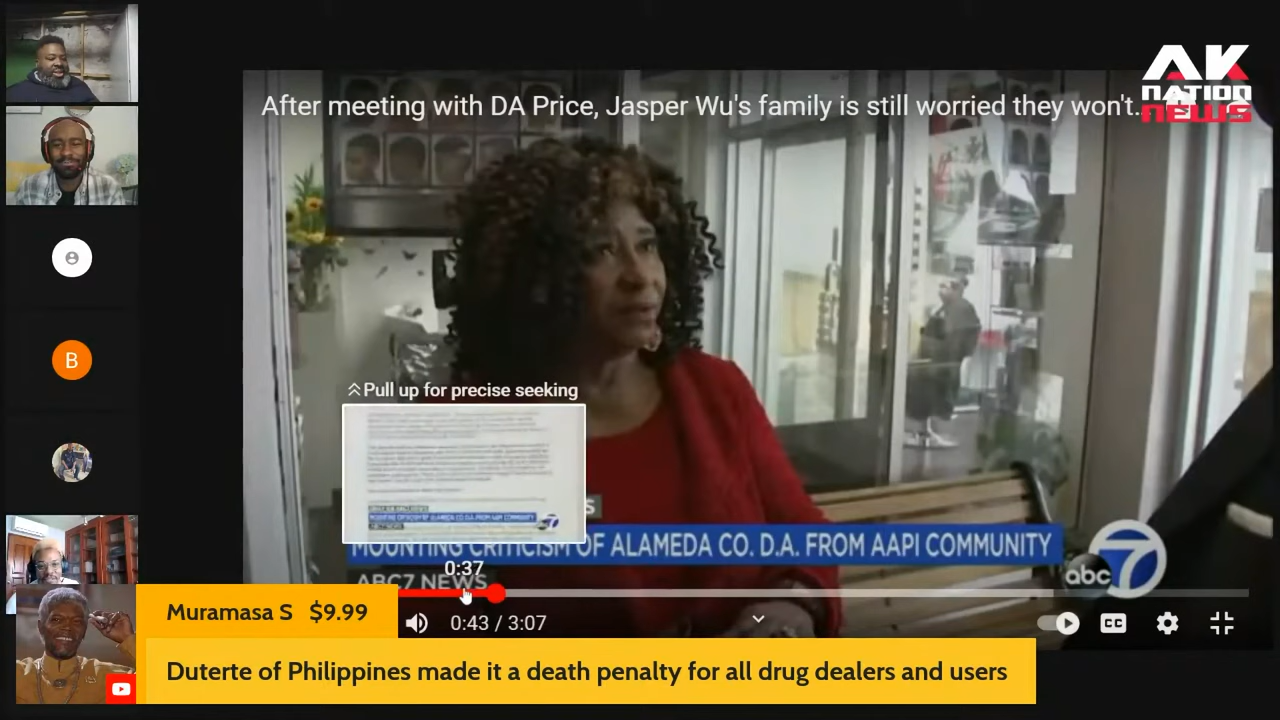 After meeting with DA Price, Jasper Wu's family is still worried they won't...
AK
NATION
NEWS
Pull up for precise seeking
MOUNTING CRITICISM OF ALAMEDA CO. D.A. FROM AAPI COMMUNITY
0:37
ABC7 NEWS
abc 7
B
0:43 / 3:07
CC
Muramasa S $9.99
Duterte of Philippines made it a death penalty for all drug dealers and users